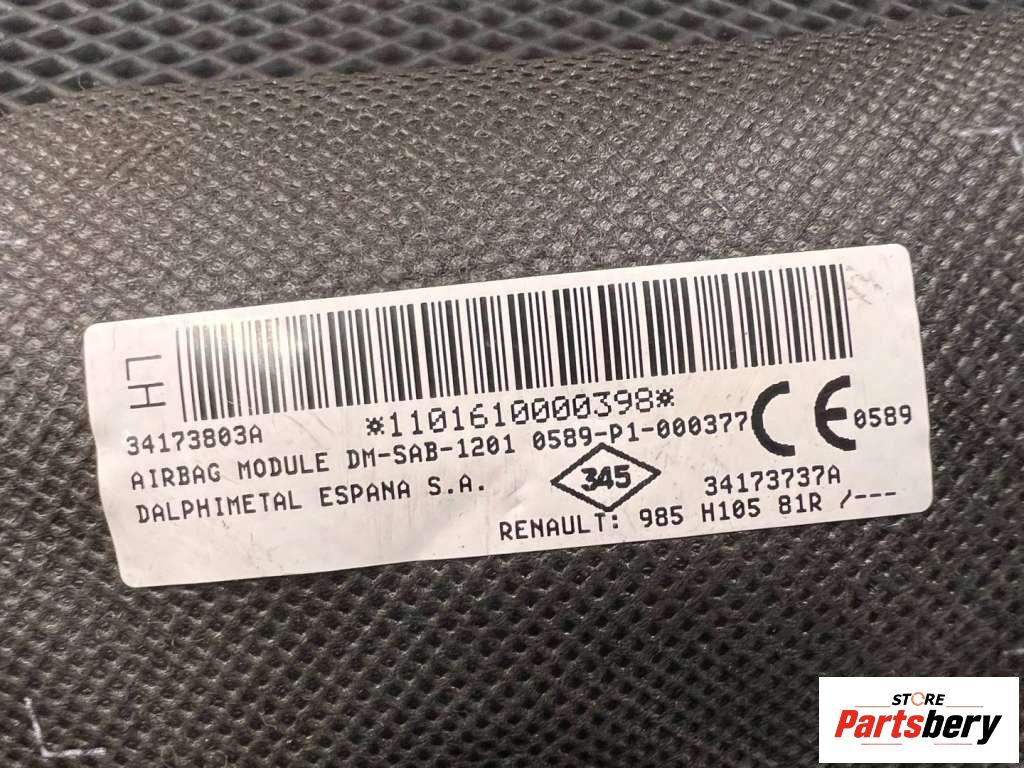 LH
34173803A
*1101610000398*
AIRBAG MODULE DM-SAB-1201 0589-P1-000377
CE 0589
DALPHIMETAL ESPANA S.A.
345
34173737A
RENAULT: 985 H105 81R /---
STORE
Partsbery